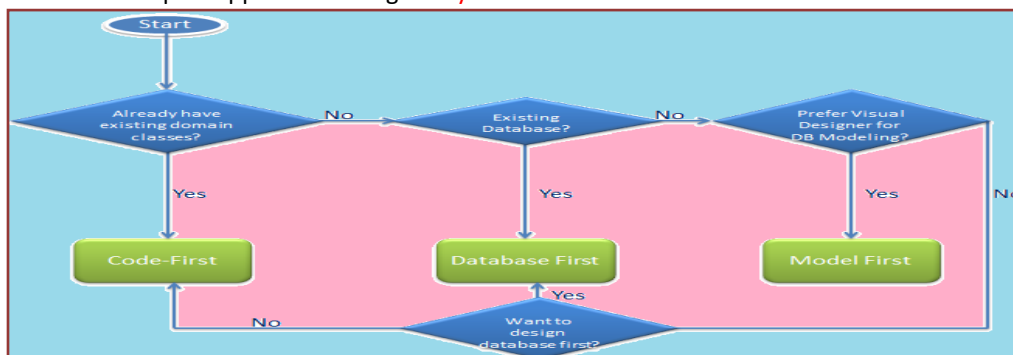 Start
Already have
existing domain
classes?
No
Existing
Database?
No
Prefer Visual
Designer for
DB Modeling?
Yes
Yes
Yes
No
Code-First
Database First
Model First
Yes
No
Want to
design
database first?